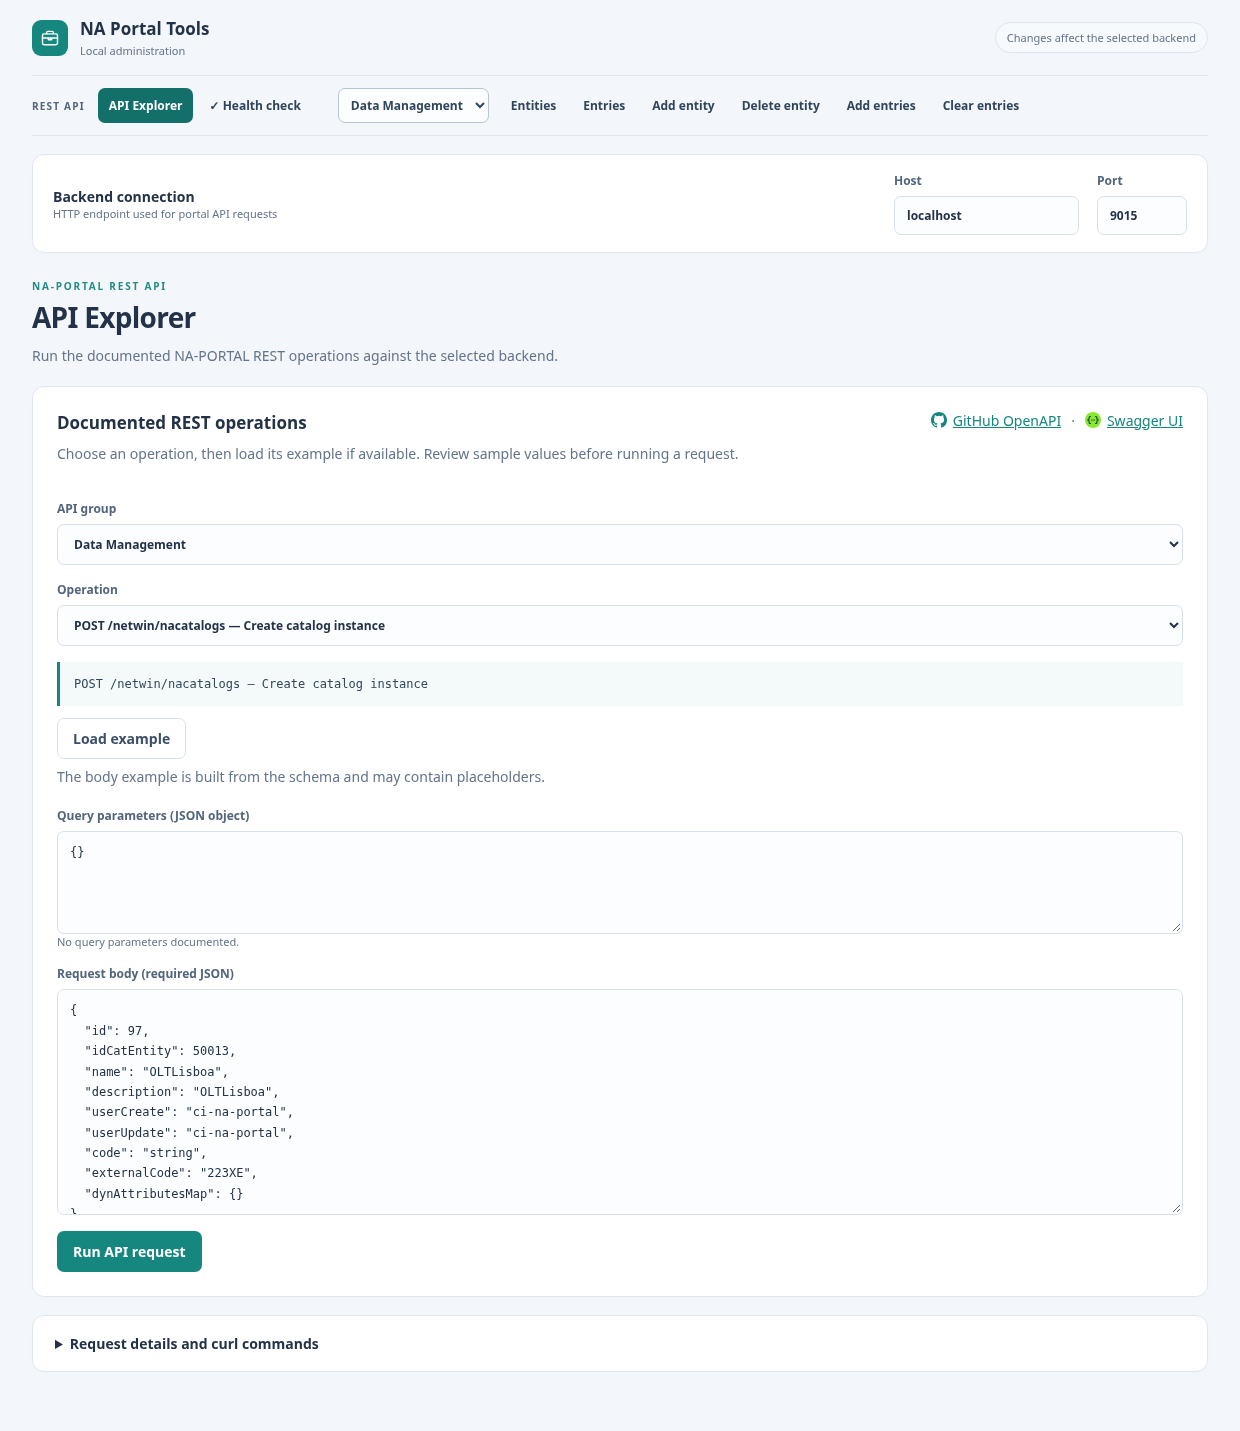 NA Portal Tools
Local administration
Changes affect the selected backend
REST API
API Explorer
✓ Health check
Data Management
Entities
Entries
Add entity
Delete entity
Add entries
Clear entries
Backend connection
HTTP endpoint used for portal API requests
Host
localhost
Port
9015
NA-PORTAL REST API
API Explorer
Run the documented NA-PORTAL REST operations against the selected backend.
Documented REST operations
GitHub OpenAPI · Swagger UI
Choose an operation, then load its example if available. Review sample values before running a request.
API group
Data Management
Operation
POST /netwin/nacatalogs — Create catalog instance
POST /netwin/nacatalogs — Create catalog instance
Load example
The body example is built from the schema and may contain placeholders.
Query parameters (JSON object)
{}
No query parameters documented.
Request body (required JSON)
{
  "id": 97,
  "idCatEntity": 50013,
  "name": "OLTLisboa",
  "description": "OLTLisboa",
  "userCreate": "ci-na-portal",
  "userUpdate": "ci-na-portal",
  "code": "string",
  "externalCode": "223XE",
  "dynAttributesMap": {}
}
Run API request
▶ Request details and curl commands